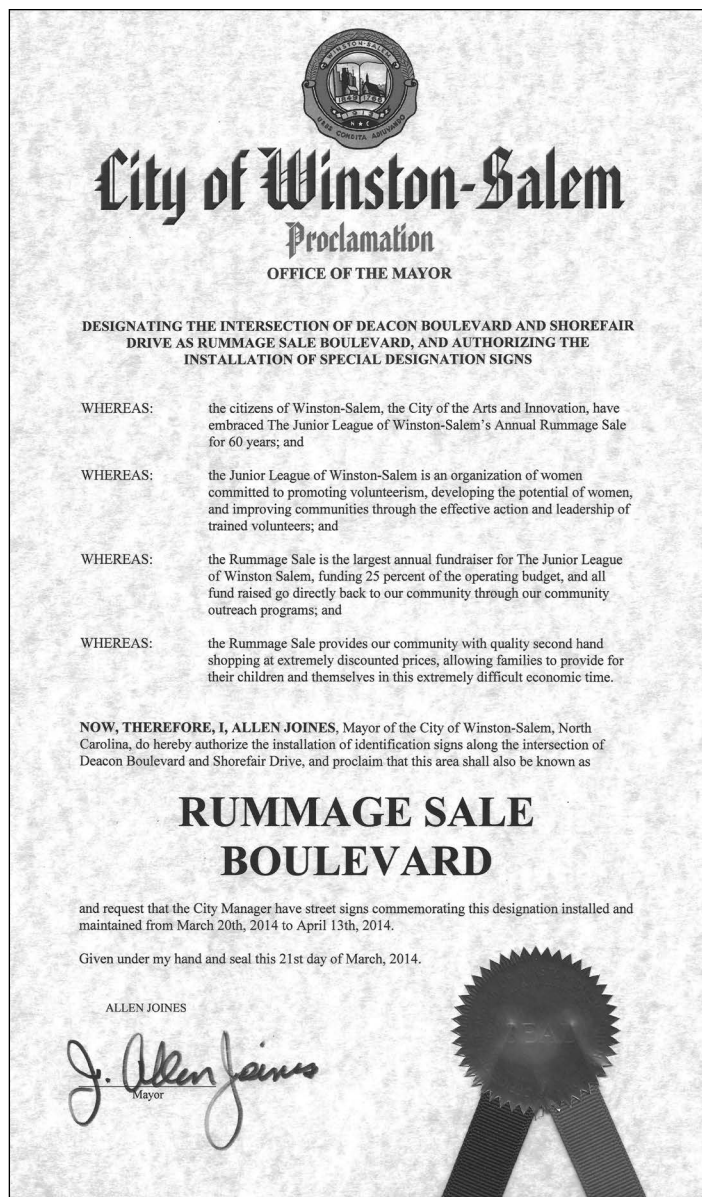 WINSTON-SALEM
1849 1766
1913
N ★ C
URBS CONDITA ADIUVANDO
City of Winston-Salem
Proclamation
OFFICE OF THE MAYOR
DESIGNATING THE INTERSECTION OF DEACON BOULEVARD AND SHOREFAIR
DRIVE AS RUMMAGE SALE BOULEVARD, AND AUTHORIZING THE
INSTALLATION OF SPECIAL DESIGNATION SIGNS
WHEREAS: the citizens of Winston-Salem, the City of the Arts and Innovation, have
embraced The Junior League of Winston-Salem's Annual Rummage Sale
for 60 years; and
WHEREAS: the Junior League of Winston-Salem is an organization of women
committed to promoting volunteerism, developing the potential of women,
and improving communities through the effective action and leadership of
trained volunteers; and
WHEREAS: the Rummage Sale is the largest annual fundraiser for The Junior League
of Winston Salem, funding 25 percent of the operating budget, and all
fund raised go directly back to our community through our community
outreach programs; and
WHEREAS: the Rummage Sale provides our community with quality second hand
shopping at extremely discounted prices, allowing families to provide for
their children and themselves in this extremely difficult economic time.
NOW, THEREFORE, I, ALLEN JOINES, Mayor of the City of Winston-Salem, North
Carolina, do hereby authorize the installation of identification signs along the intersection of
Deacon Boulevard and Shorefair Drive, and proclaim that this area shall also be known as
RUMMAGE SALE
BOULEVARD
and request that the City Manager have street signs commemorating this designation installed and
maintained from March 20th, 2014 to April 13th, 2014.
Given under my hand and seal this 21st day of March, 2014.
ALLEN JOINES
J. Allen Joines
Mayor